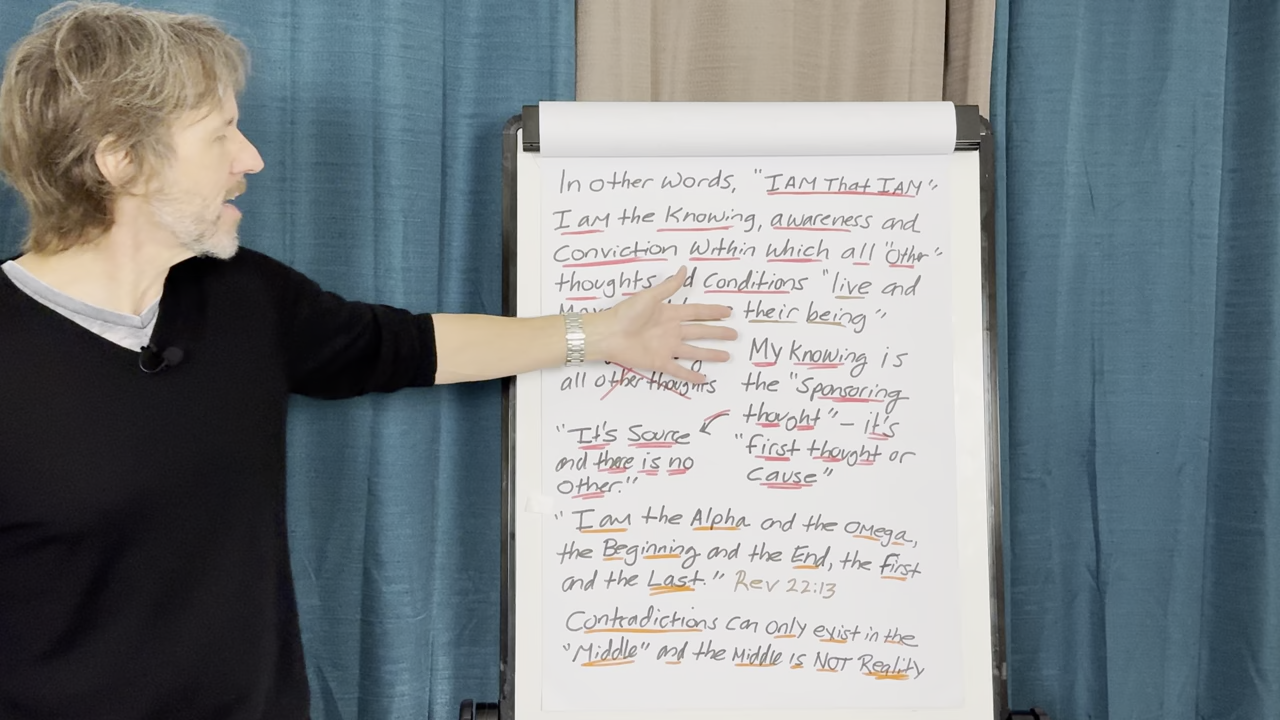 In other words, "I AM That I AM".
I am the Knowing, awareness and
Conviction Within which all "Other"
thoughts Conditions "live and
their being"
all other thoughts
My Knowing is
the "Sponsoring
thought" – it's
"first thought or
Cause"
"It's Source
and there is no
Other."
"I am the Alpha and the Omega,
the Beginning and the End, the first
and the Last." Rev 22:13
Contradictions can only exist in the
"Middle" and the Middle is NOT Reality